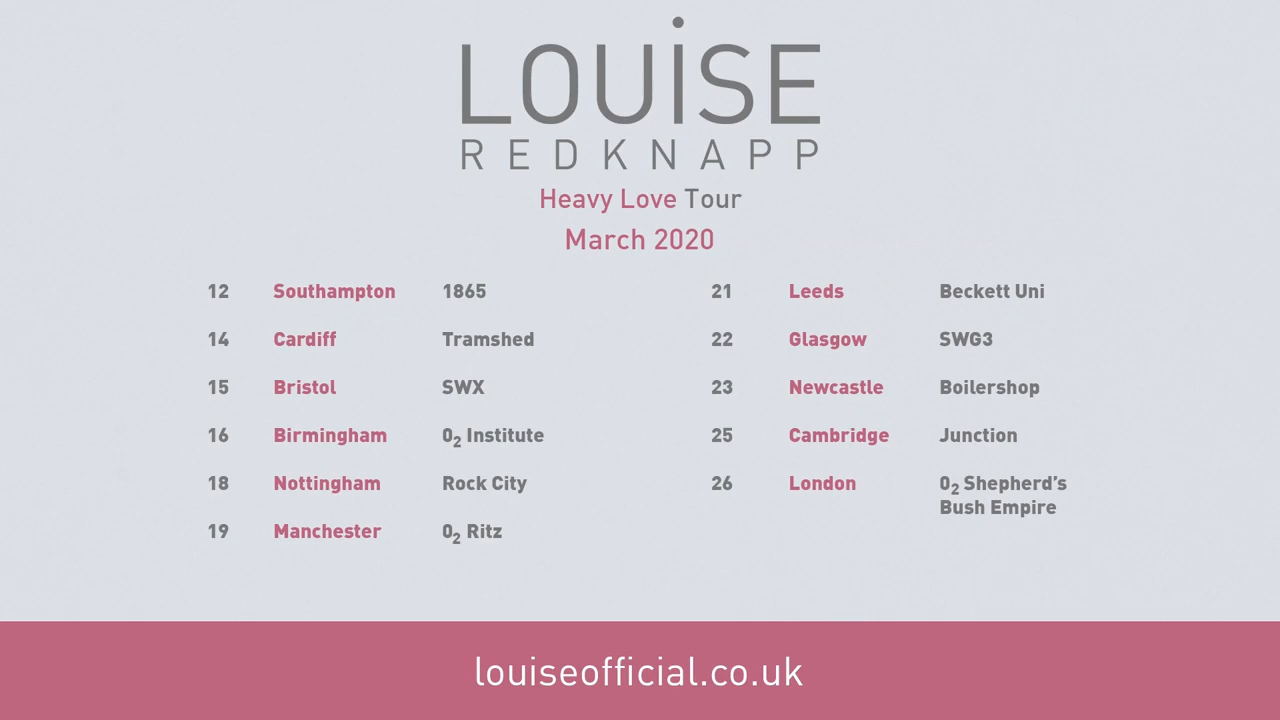 LOUISE
REDKNAPP
Heavy Love Tour
March 2020
12 Southampton 1865
14 Cardiff Tramshed
15 Bristol SWX
16 Birmingham O₂ Institute
18 Nottingham Rock City
19 Manchester O₂ Ritz
21 Leeds Beckett Uni
22 Glasgow SWG3
23 Newcastle Boilershop
25 Cambridge Junction
26 London O₂ Shepherd's
Bush Empire
louiseofficial.co.uk